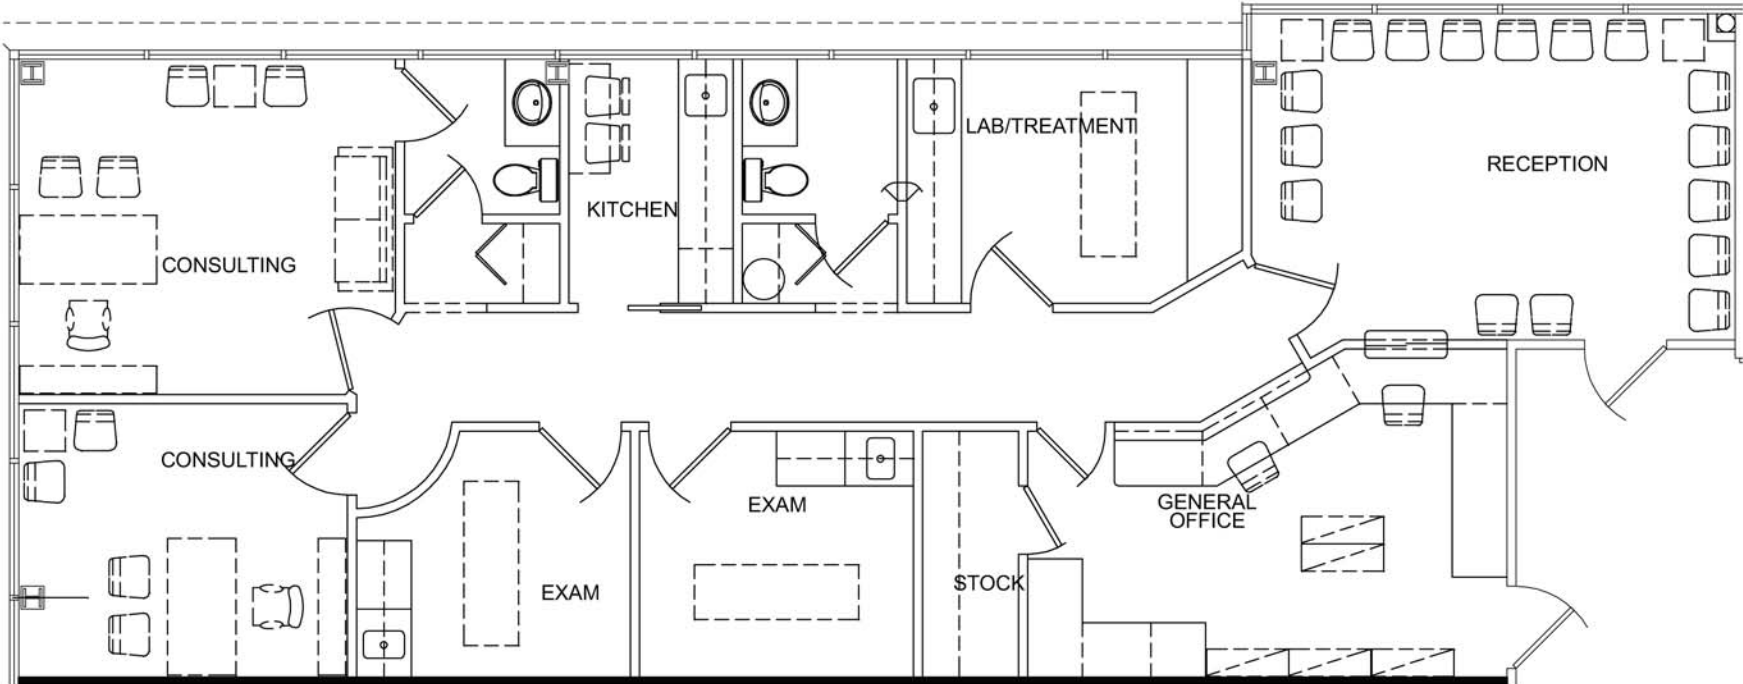 LAB/TREATMENT
RECEPTION
KITCHEN
CONSULTING
CONSULTING
EXAM
GENERAL
OFFICE
STOCK
EXAM